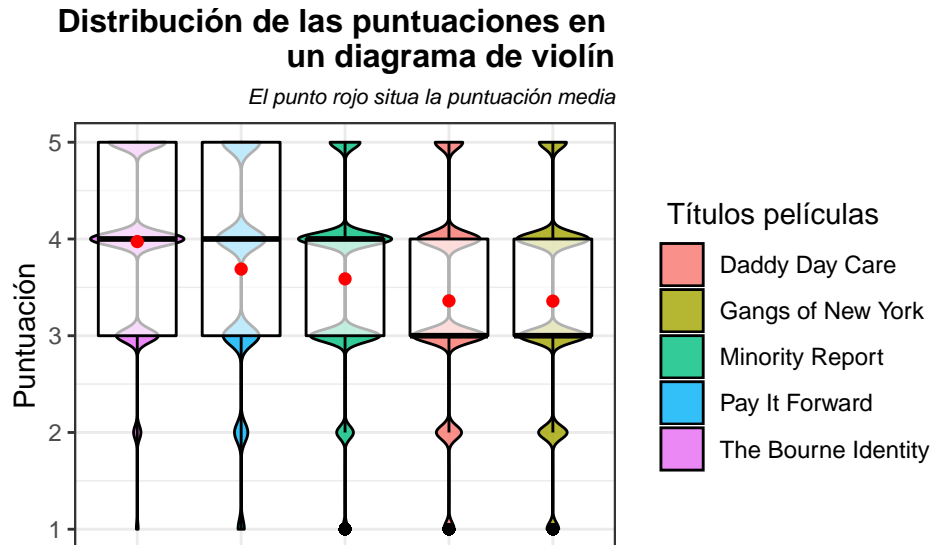 Distribución de las puntuaciones en
un diagrama de violín
El punto rojo situa la puntuación media
Puntuación
5
4
3
2
1
Títulos películas
Daddy Day Care
Gangs of New York
Minority Report
Pay It Forward
The Bourne Identity